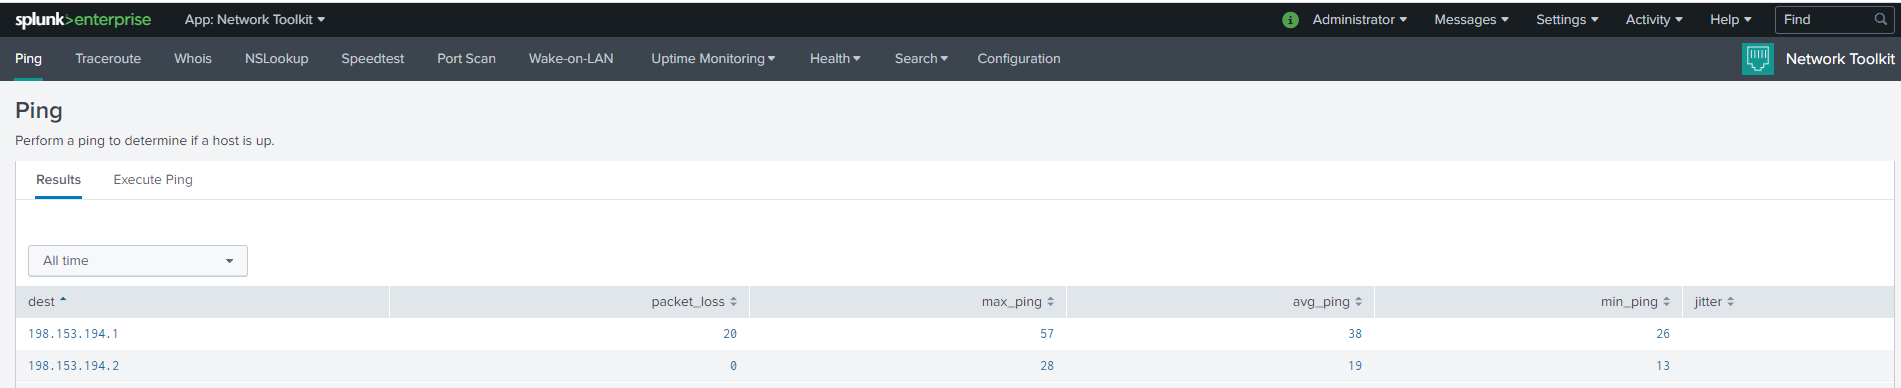 splunk>enterprise App: Network Toolkit i Administrator Messages Settings Activity Help Find
Ping Traceroute Whois NSLookup Speedtest Port Scan Wake-on-LAN Uptime Monitoring Health Search Configuration Network Toolkit
Ping
Perform a ping to determine if a host is up.
Results Execute Ping
All time
dest packet_loss max_ping avg_ping min_ping jitter
198.153.194.1 20 57 38 26
198.153.194.2 0 28 19 13